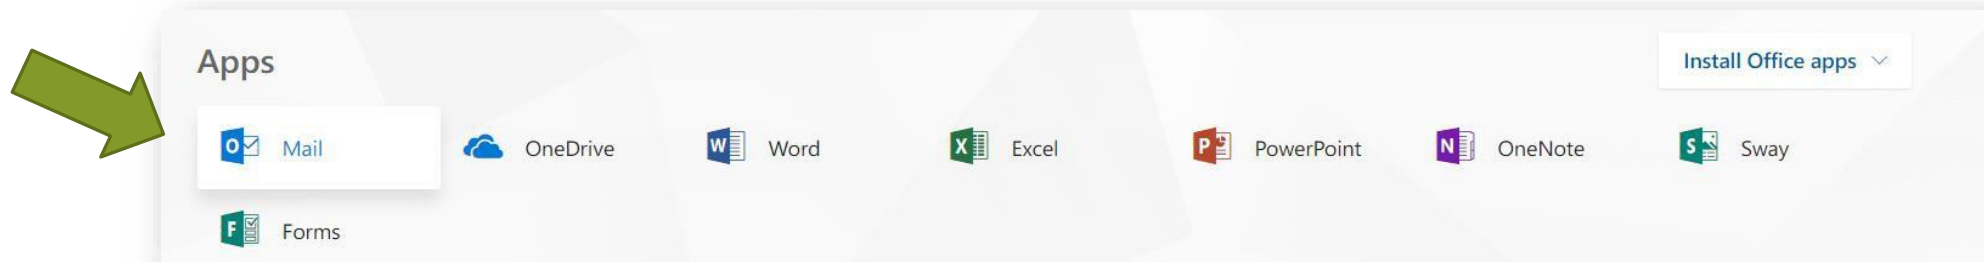 Apps
Install Office apps
Mail OneDrive Word Excel PowerPoint OneNote Sway
Forms